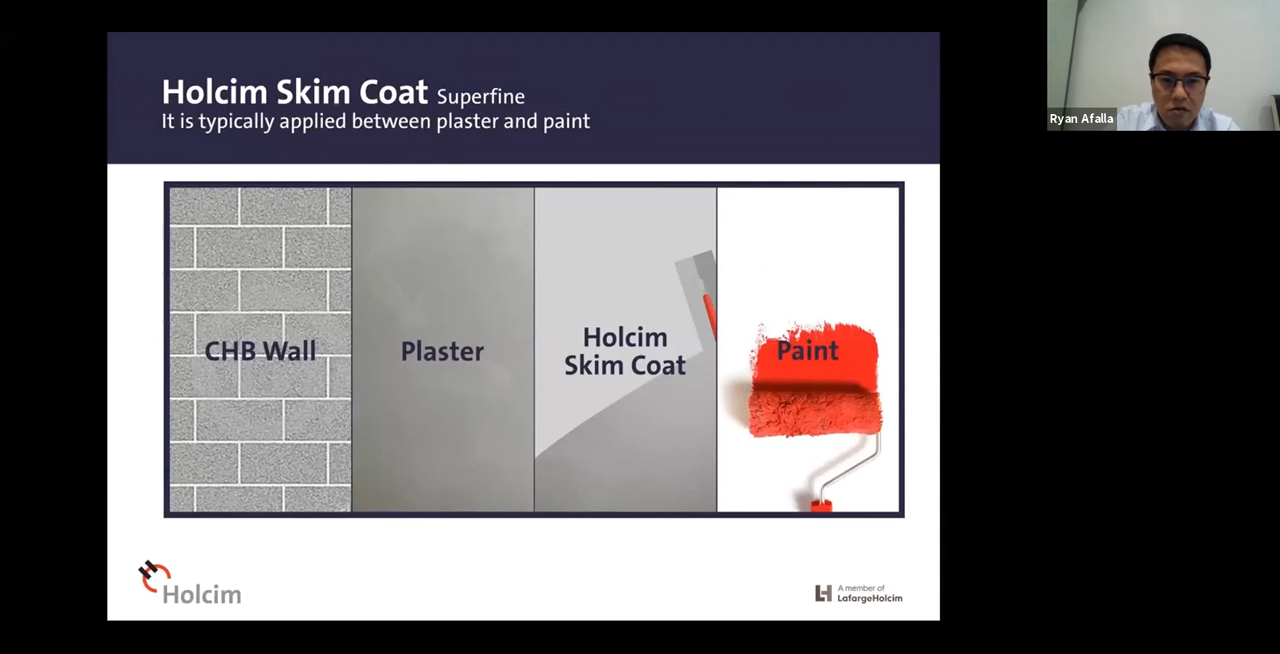 Holcim Skim Coat Superfine
It is typically applied between plaster and paint
Ryan Afalla
CHB Wall
Plaster
Holcim
Skim Coat
Paint
Holcim
A member of
LafargeHolcim